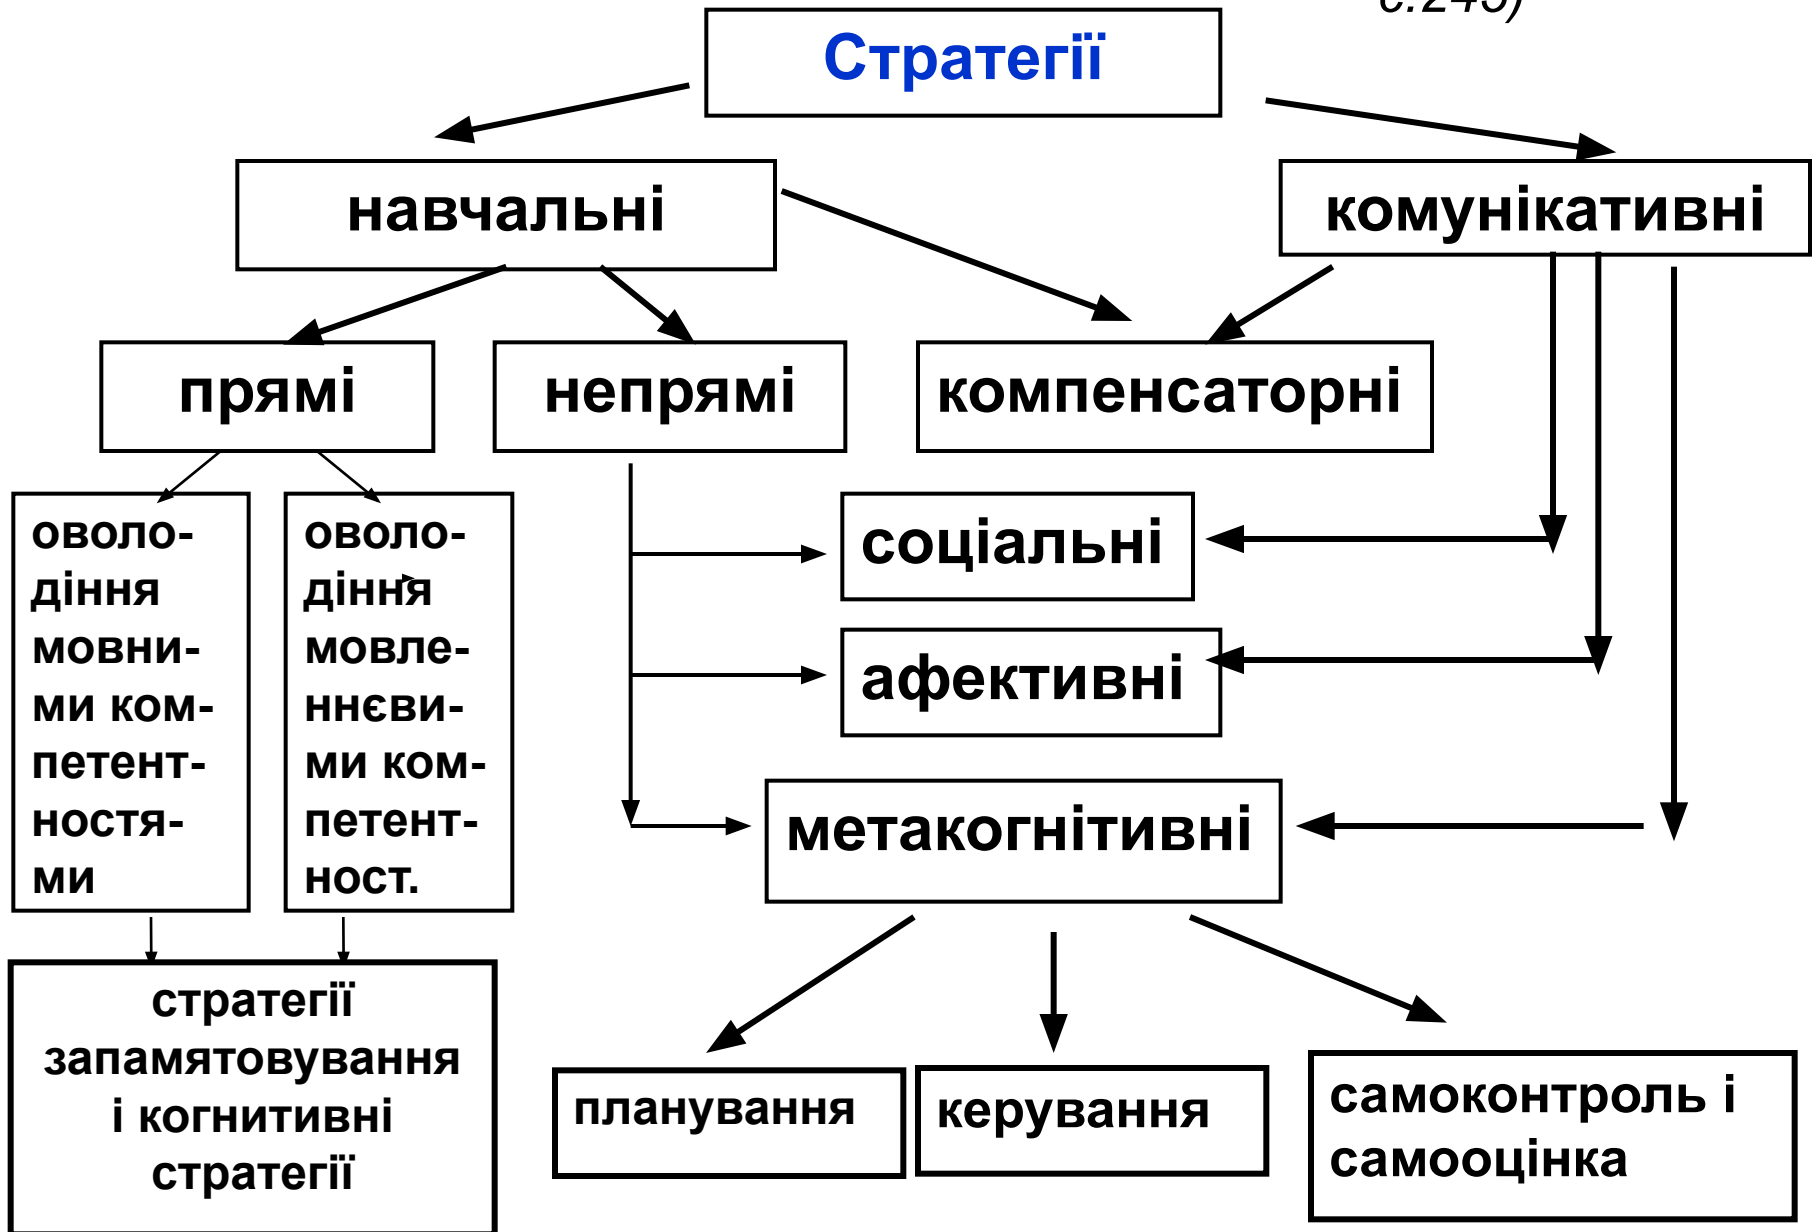 с.245)
Стратегії
навчальні
комунікативні
прямі
непрямі
компенсаторні
оволо-
діння
мовни-
ми ком-
петент-
ностя-
ми
оволо-
діння
мовле-
ннєви-
ми ком-
петент-
ност.
соціальні
афективні
метакогнітивні
стратегії
запамятовування
і когнитивні
стратегії
планування
керування
самоконтроль і
самооцінка